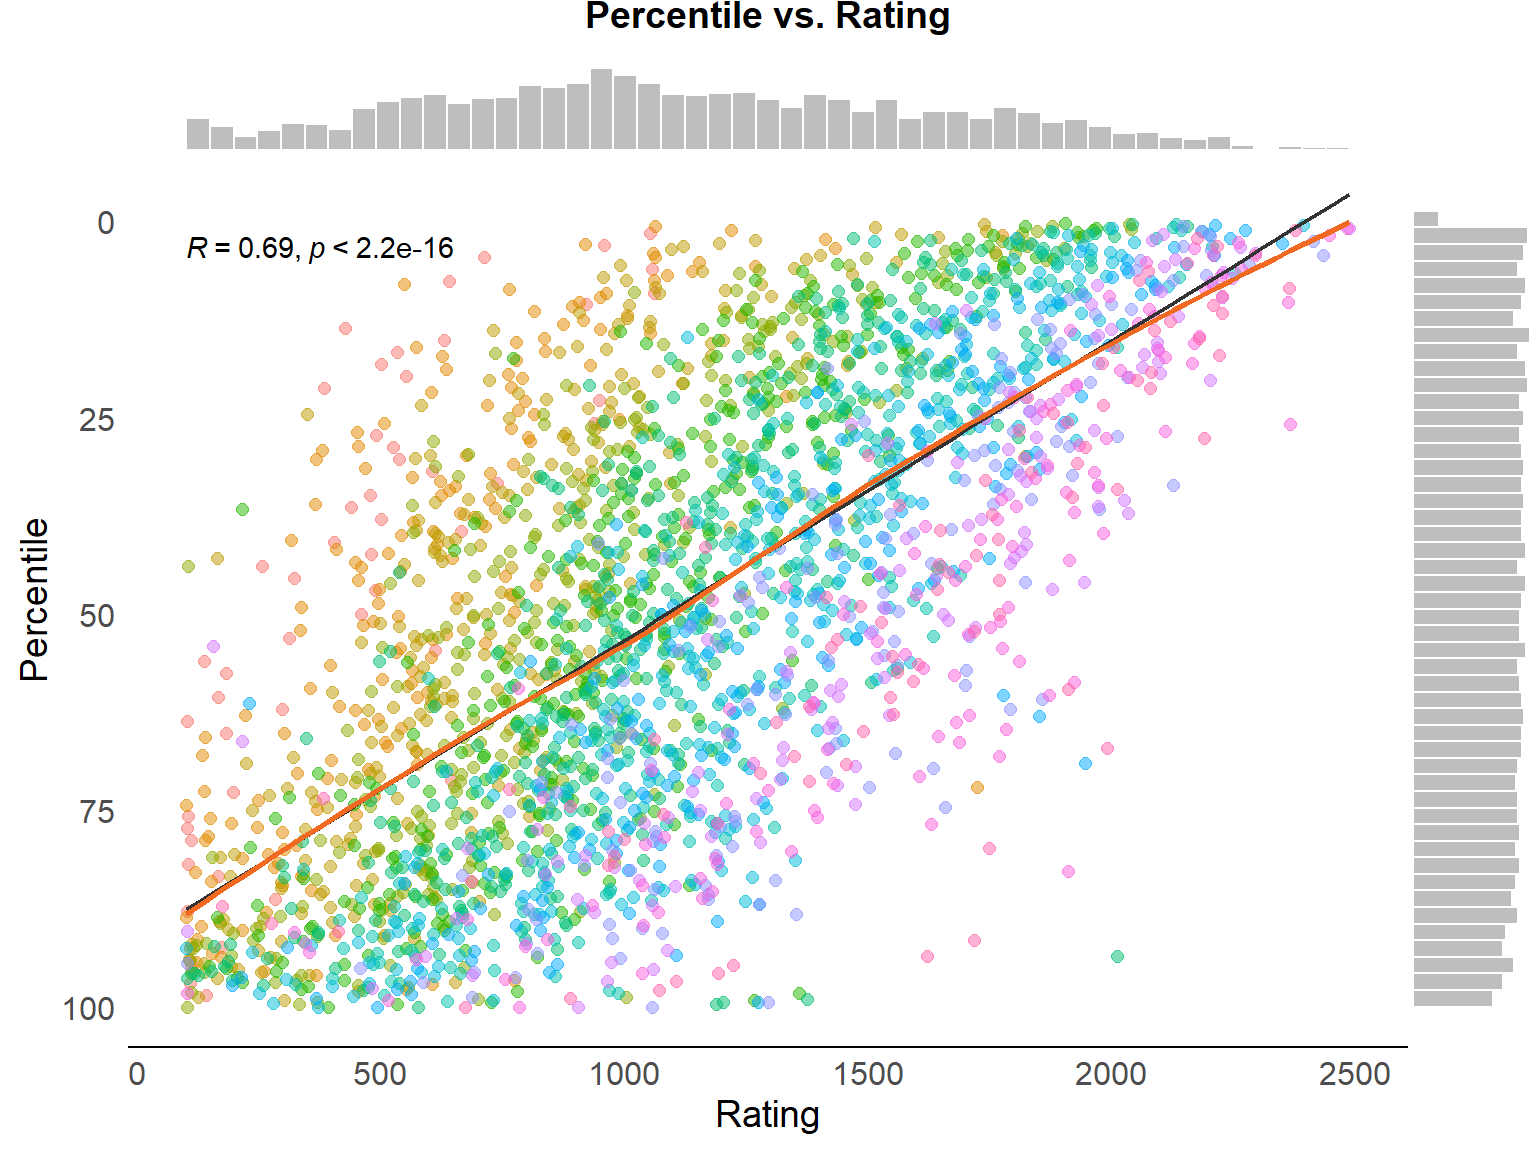 Percentile vs. Rating
R = 0.69, p < 2.2e-16
0
25
50
75
100
Percentile
0 500 1000 1500 2000 2500
Rating